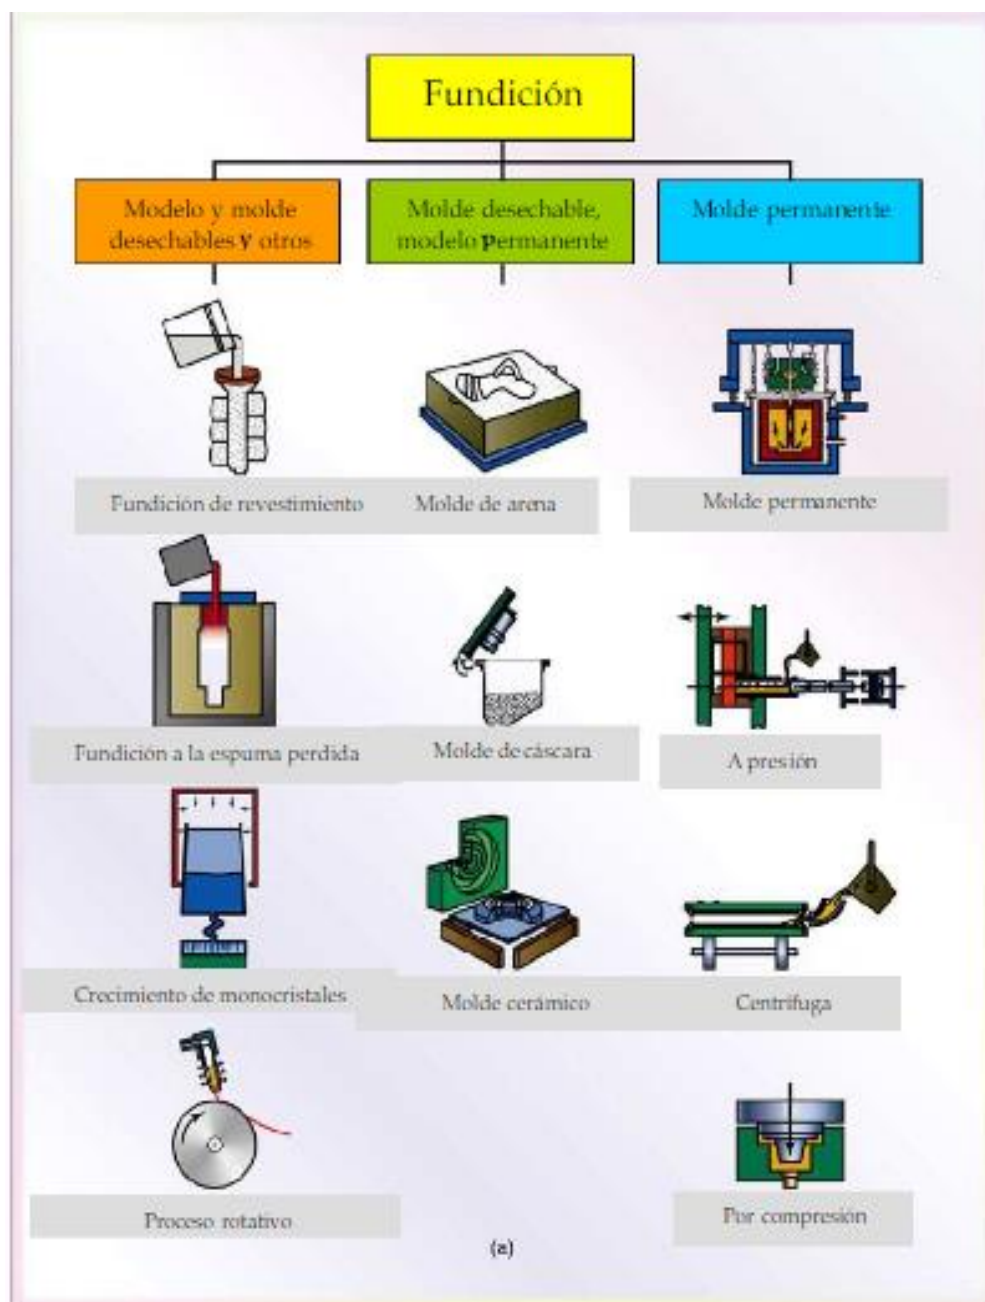 Fundición
Modelo y molde
desechables y otros
Molde desechable,
modelo permanente
Molde permanente
Fundición de revestimiento
Molde de arena
Molde permanente
Fundición a la espuma perdida
Molde de cáscara
A presión
Crecimiento de monocristales
Molde cerámico
Centrífuga
Proceso rotativo
Por compresión
(a)